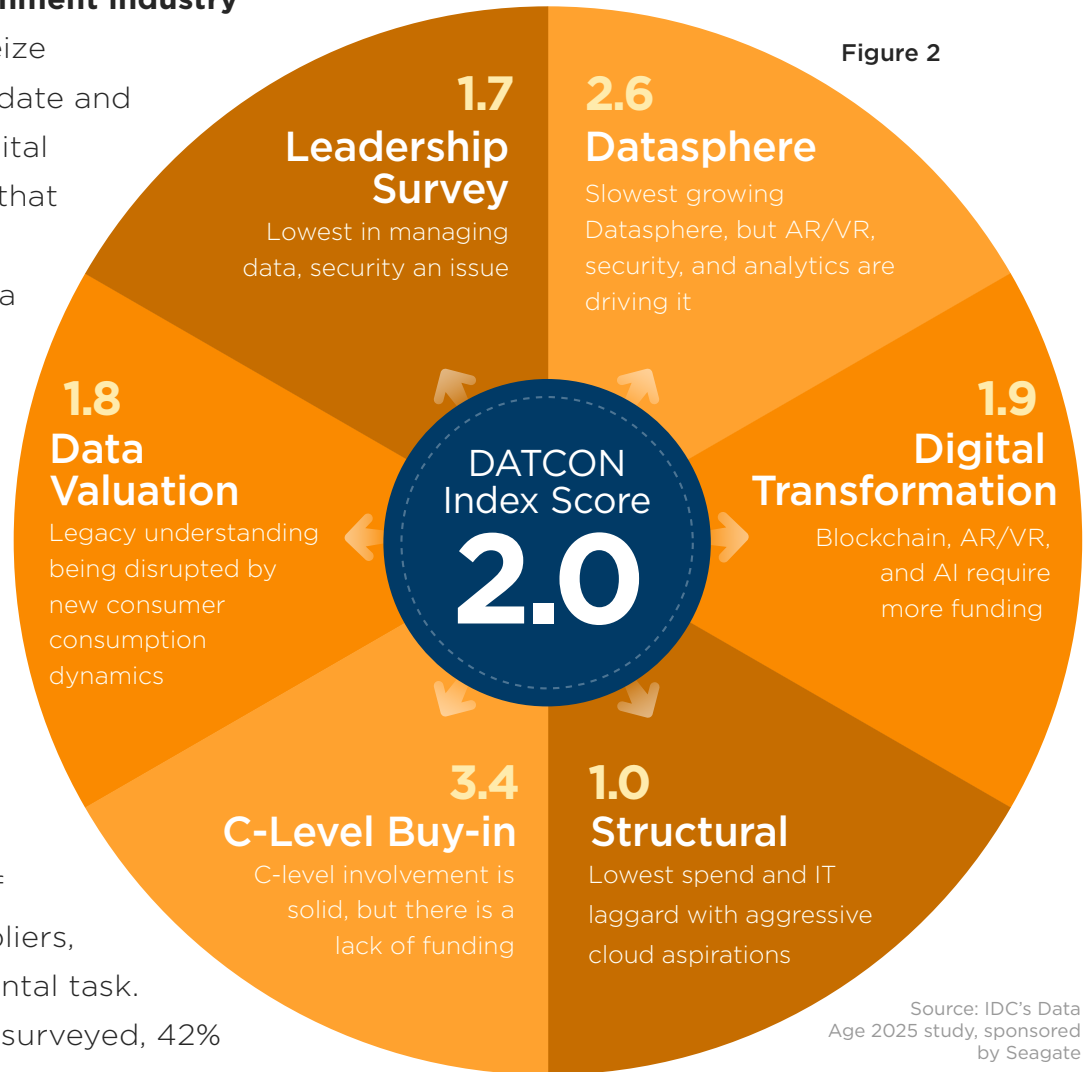 nment Industry
eize
date and
ital
that
a
pliers,
ntal task.
surveyed, 42%
Figure 2
1.7
Leadership
Survey
Lowest in managing
data, security an issue
2.6
Datasphere
Slowest growing
Datasphere, but AR/VR,
security, and analytics are
driving it
1.8
Data
Valuation
Legacy understanding
being disrupted by
new consumer
consumption
dynamics
DATCON
Index Score
2.0
1.9
Digital
Transformation
Blockchain, AR/VR,
and AI require
more funding
3.4
C-Level Buy-in
C-level involvement is
solid, but there is a
lack of funding
1.0
Structural
Lowest spend and IT
laggard with aggressive
cloud aspirations
Source: IDC's Data
Age 2025 study, sponsored
by Seagate